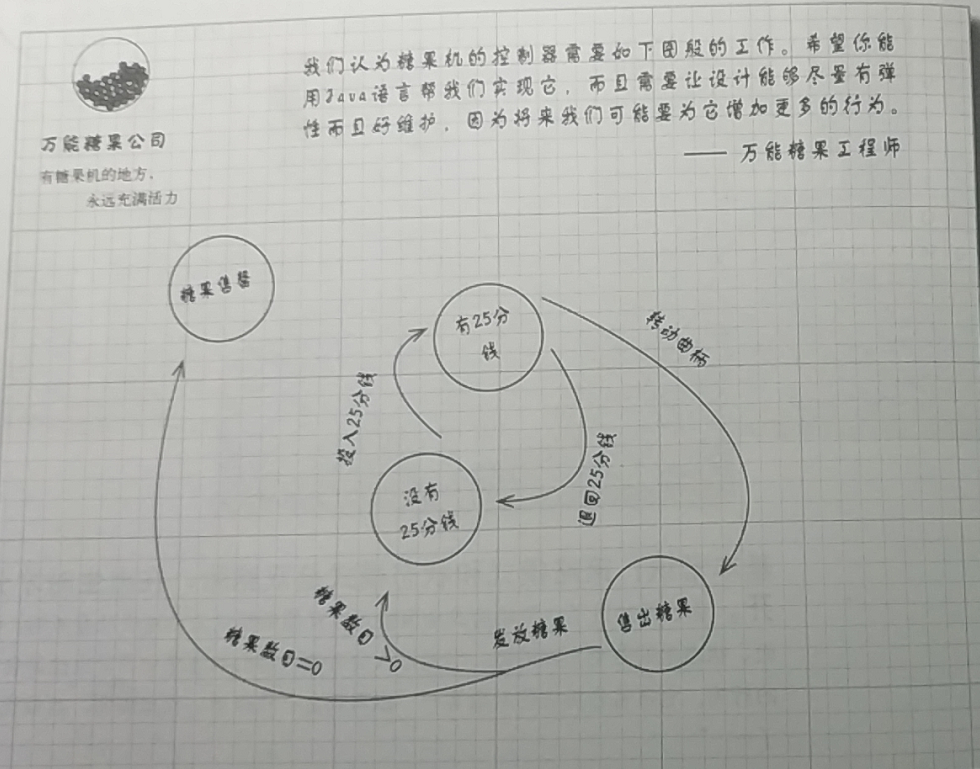 我们认为糖果机的控制器需要如下图般的工作。希望你能
用Java语言帮我们实现它，而且需要让设计能够尽量有弹
性而且好维护，因为将来我们可能要为它增加更多的行为。
—— 万能糖果工程师
万能糖果公司
有糖果机的地方，
永远充满活力
糖果售罄
有25分
钱
转动曲柄
投入25分钱
退回25分钱
没有
25分钱
糖果数目>0
糖果数目=0
发放糖果
售出糖果